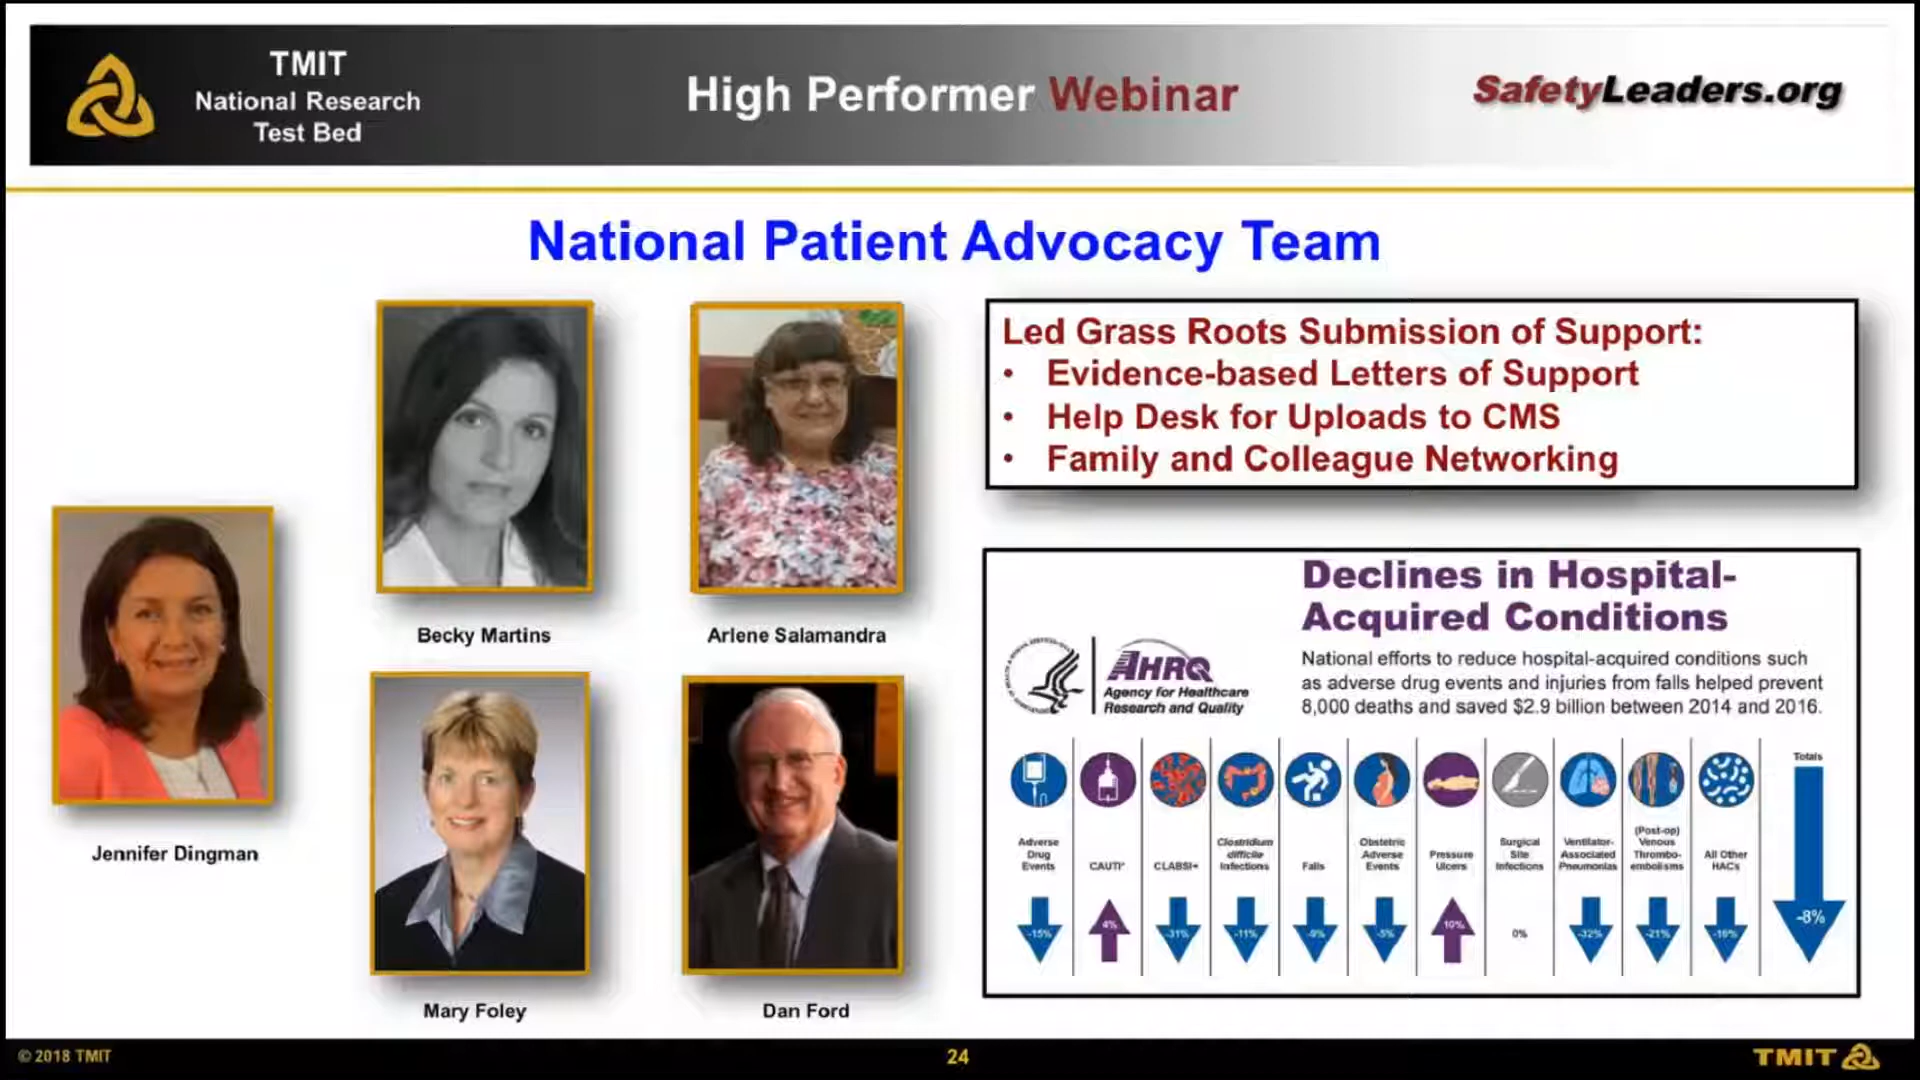 TMIT
National Research
Test Bed
High Performer Webinar
SafetyLeaders.org
National Patient Advocacy Team
Becky Martins
Arlene Salamandra
Jennifer Dingman
Mary Foley
Dan Ford
Led Grass Roots Submission of Support:
• Evidence-based Letters of Support
• Help Desk for Uploads to CMS
• Family and Colleague Networking
Declines in Hospital-
Acquired Conditions
AHRQ
Agency for Healthcare
Research and Quality
National efforts to reduce hospital-acquired conditions such
as adverse drug events and injuries from falls helped prevent
8,000 deaths and saved $2.9 billion between 2014 and 2016.
Adverse
Drug
Events
-15%
CAUTI*
4%
CLABSI+
-31%
Clostridium
difficile
Infections
-11%
Falls
-9%
Obstetric
Adverse
Events
-5%
Pressure
Ulcers
10%
Surgical
Site
Infections
0%
Ventilator-
Associated
Pneumonias
-32%
(Post-op)
Venous
Thrombo-
embolisms
-21%
All Other
HACs
-16%
Totals
-8%
© 2018 TMIT
24
TMIT